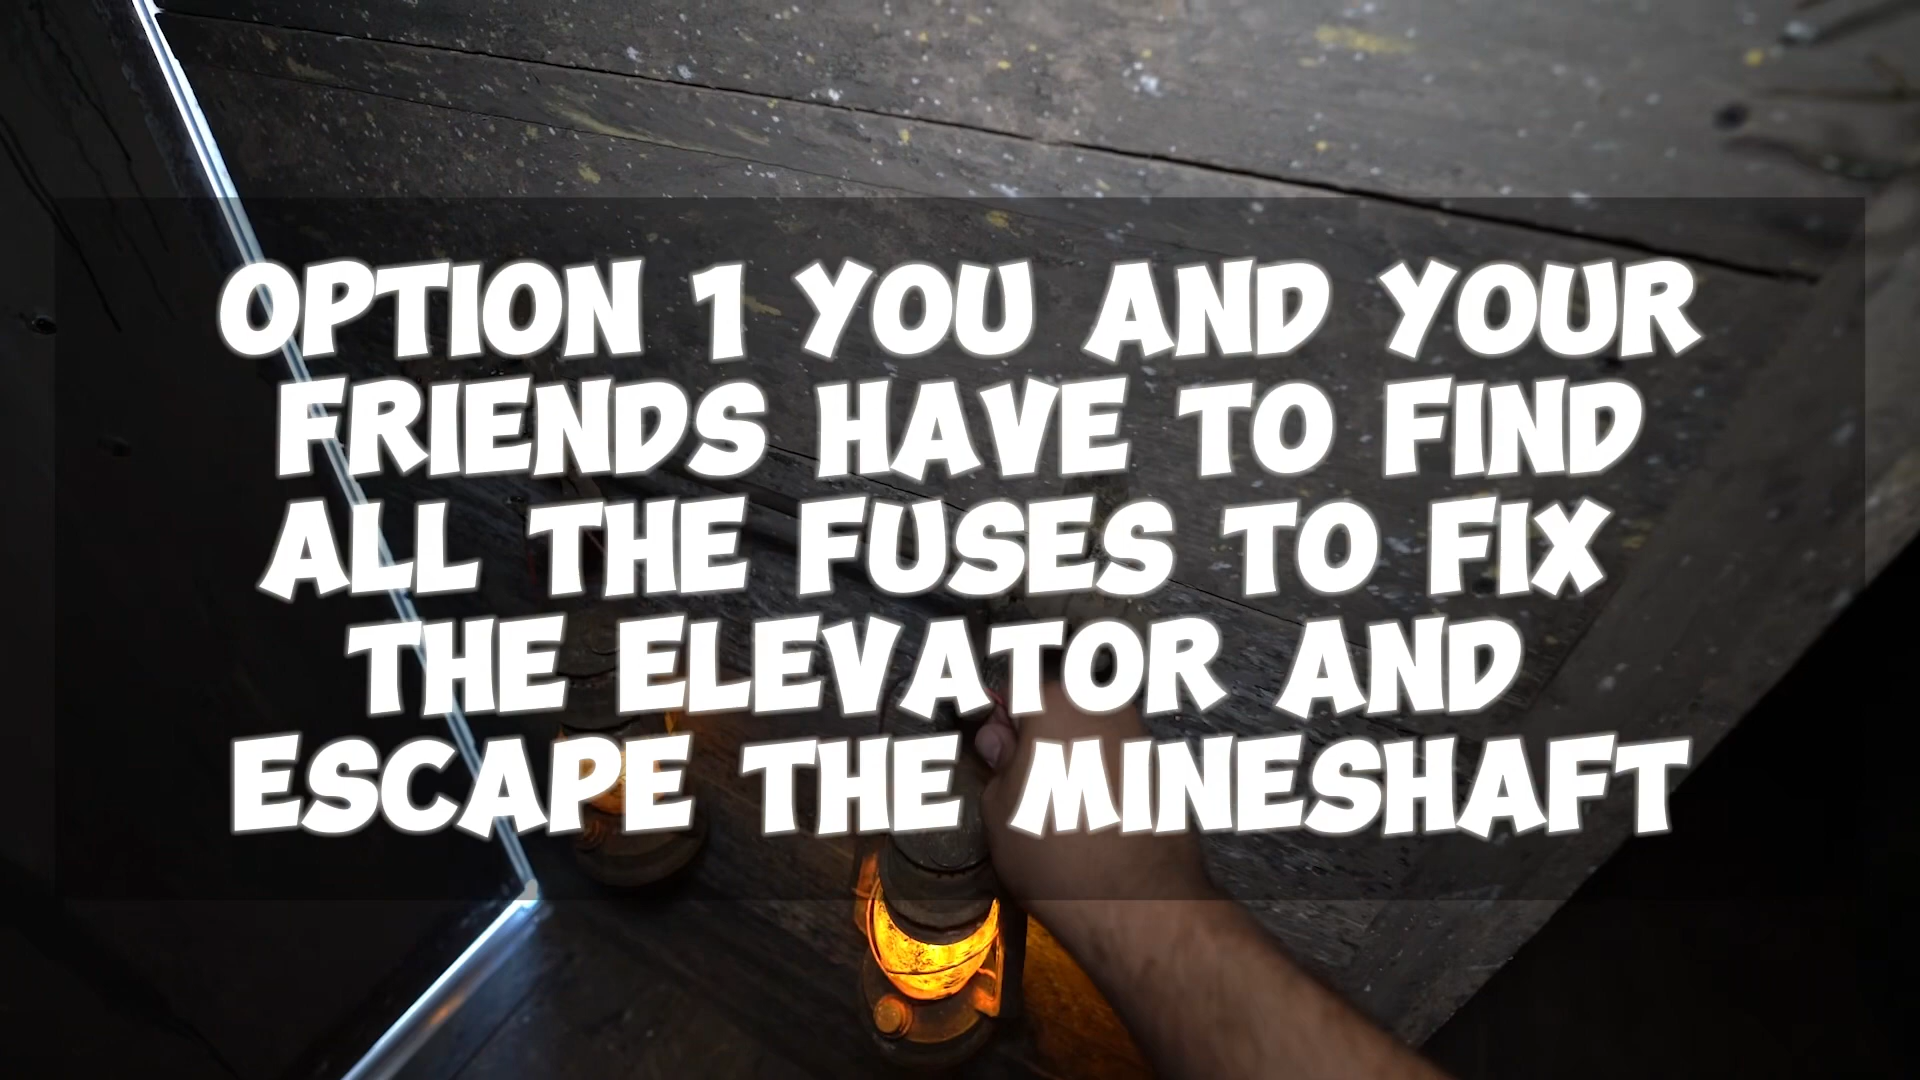 OPTION 1 YOU AND YOUR
FRIENDS HAVE TO FIND
ALL THE FUSES TO FIX
THE ELEVATOR AND
ESCAPE THE MINESHAFT